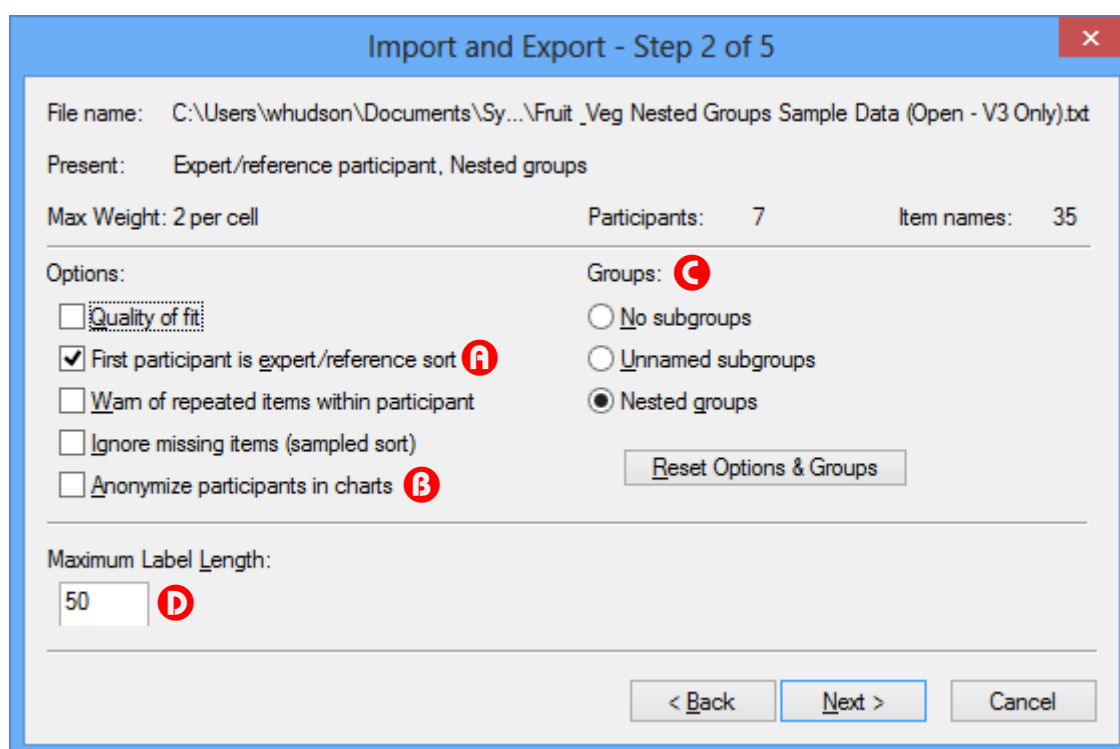 Import and Export - Step 2 of 5
File name: C:\Users\whudson\Documents\Sy...\Fruit _Veg Nested Groups Sample Data (Open - V3 Only).txt
Present: Expert/reference participant, Nested groups
Max Weight: 2 per cell Participants: 7 Item names: 35
Options:
Quality of fit
First participant is expert/reference sort A
Warn of repeated items within participant
Ignore missing items (sampled sort)
Anonymize participants in charts B
Groups: C
No subgroups
Unnamed subgroups
Nested groups
Reset Options & Groups
Maximum Label Length:
50 D
< Back Next > Cancel